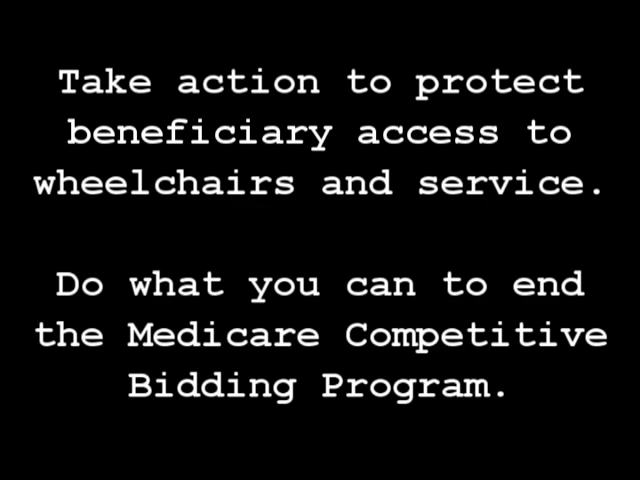 Take action to protect
beneficiary access to
wheelchairs and service.
Do what you can to end
the Medicare Competitive
Bidding Program.